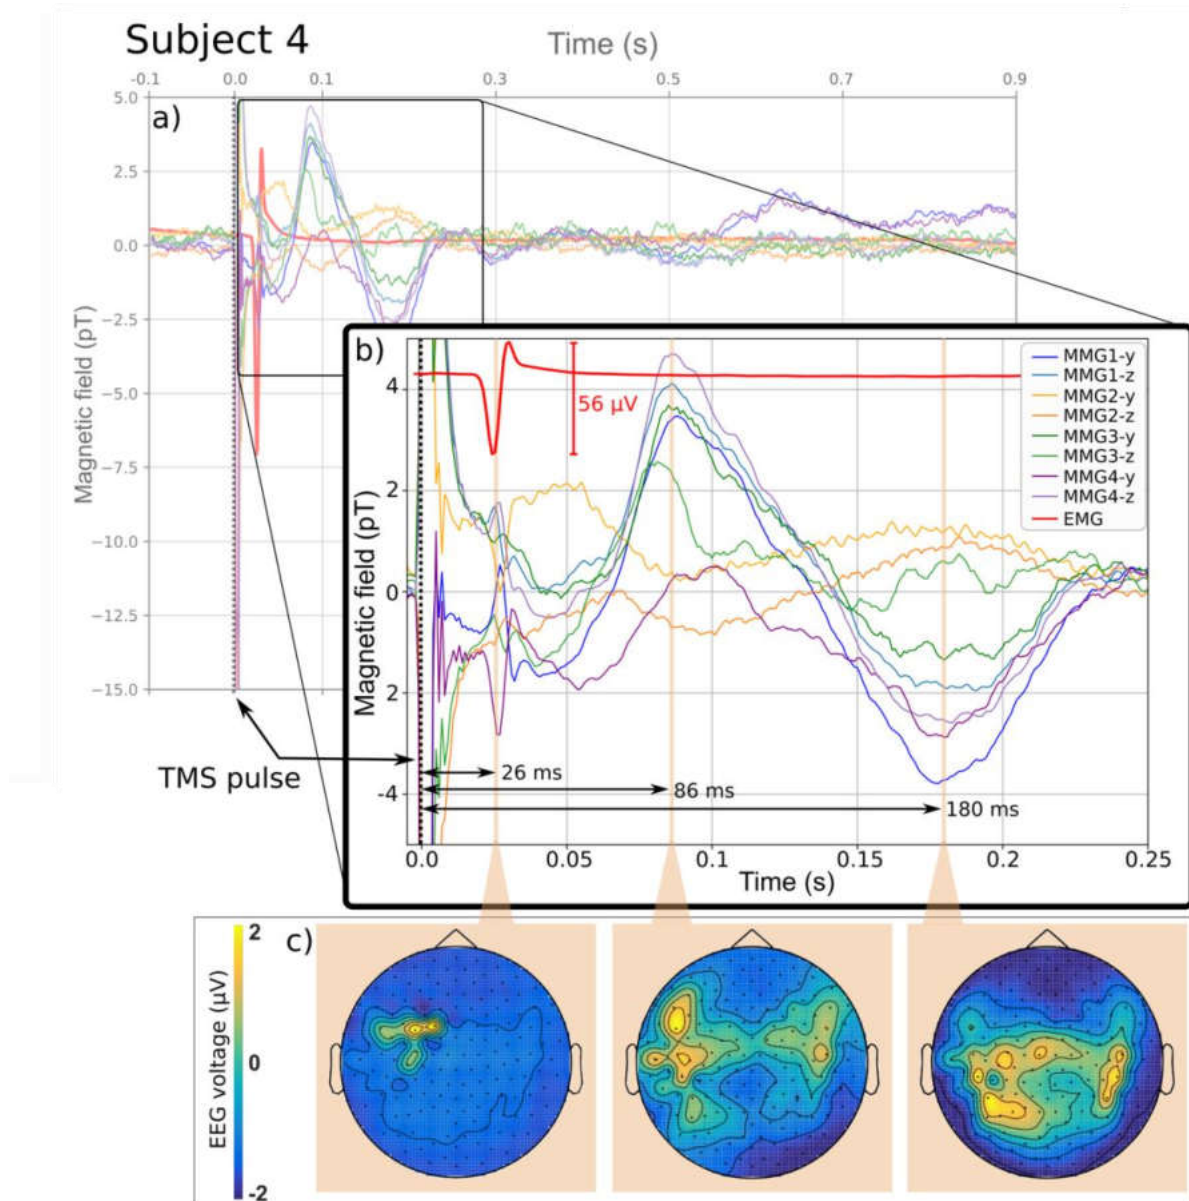 Subject 4
Time (s)
-0.1 0.0 0.1 0.3 0.5 0.7 0.9
a)
5.0
2.5
0.0
−2.5
−5.0
−7.5
−10.0
−12.5
−15.0
Magnetic field (pT)
TMS pulse
b)
4
2
0
2
-4
Magnetic field (pT)
56 µV
MMG1-y
MMG1-z
MMG2-y
MMG2-z
MMG3-y
MMG3-z
MMG4-y
MMG4-z
EMG
26 ms
86 ms
180 ms
0.0 0.05 0.1 0.15 0.2 0.25
Time (s)
c)
EEG voltage (µV)
2
0
-2